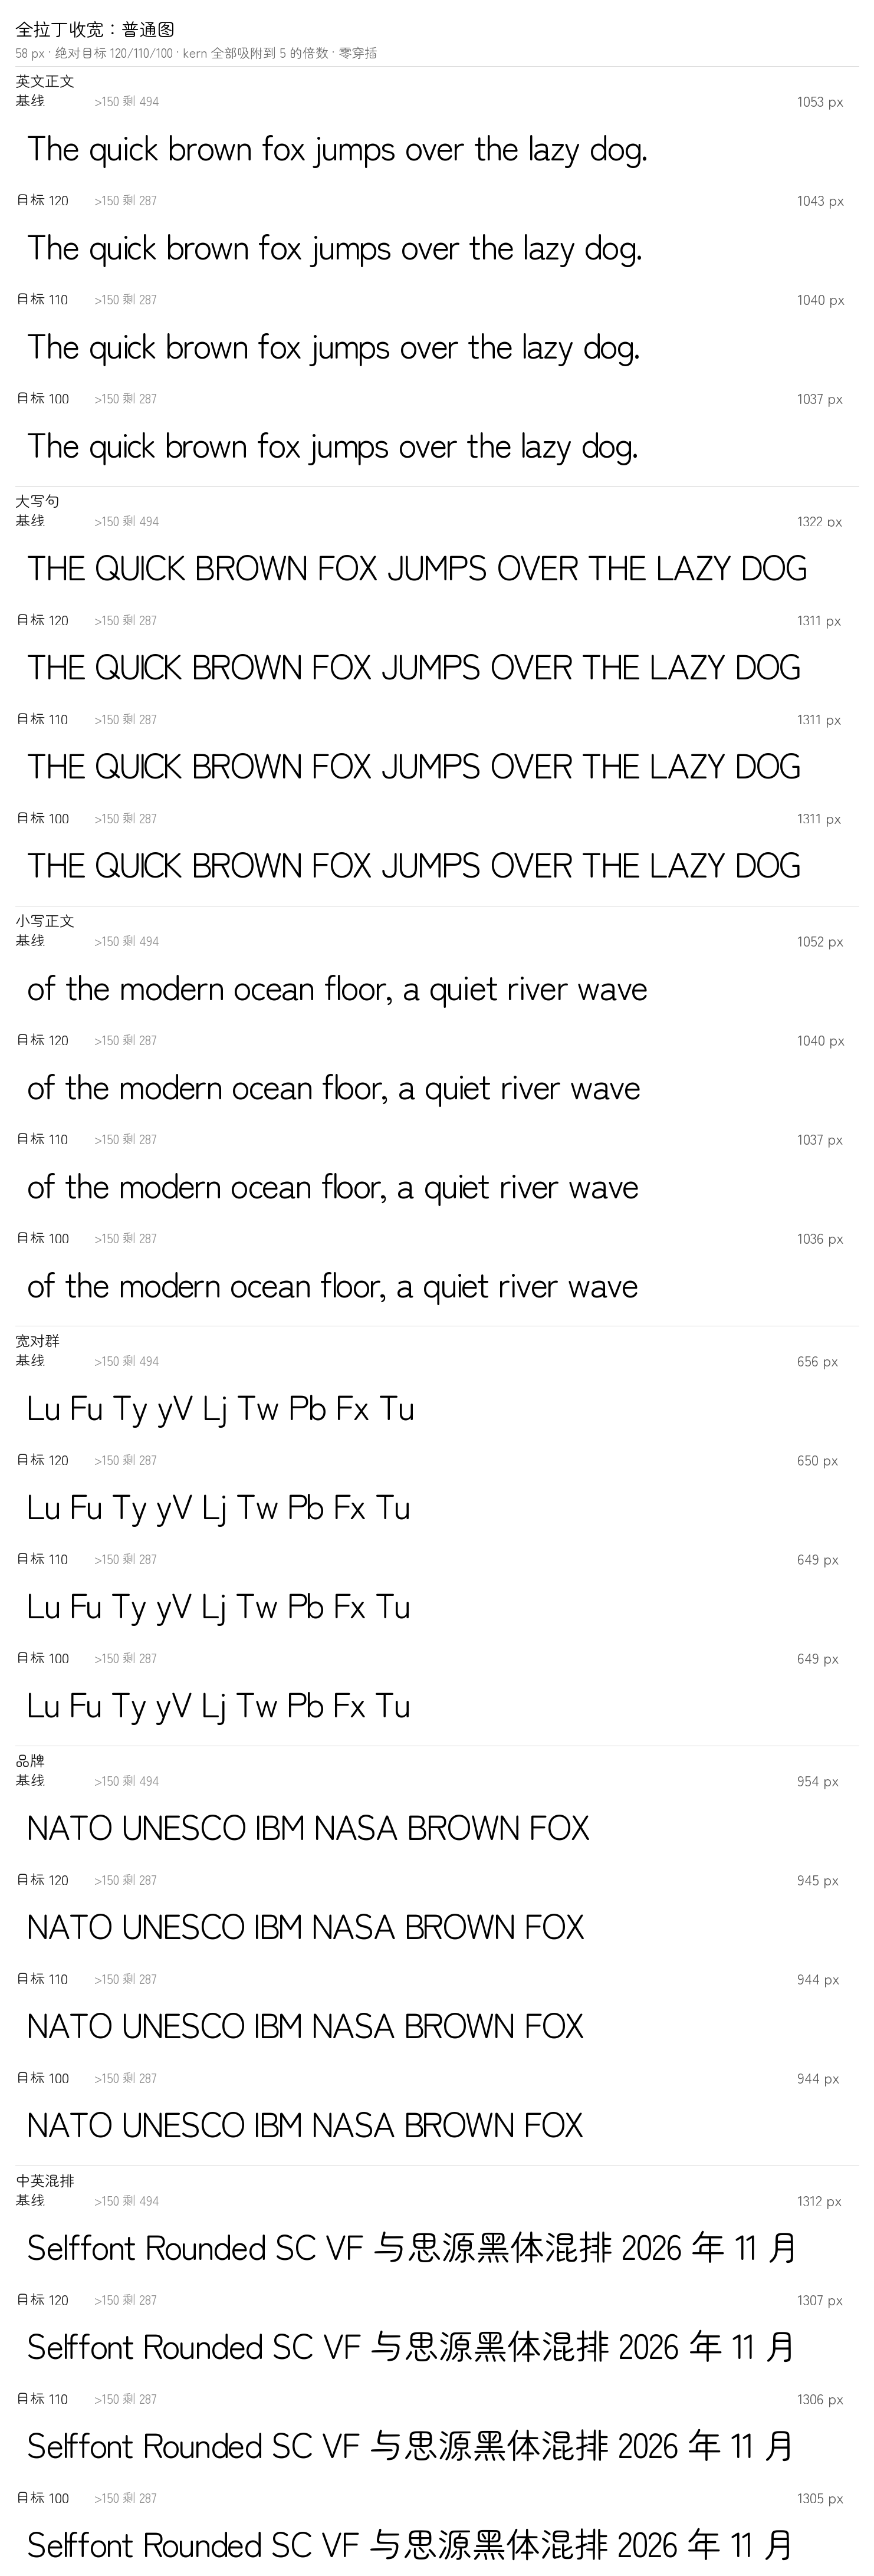 全拉丁收宽：普通图
58 px · 绝对目标 120/110/100 · kern 全部吸附到 5 的倍数 · 零穿插
英文正文
基线 >150 剩 494 1053 px
The quick brown fox jumps over the lazy dog.
目标 120 >150 剩 287 1043 px
The quick brown fox jumps over the lazy dog.
目标 110 >150 剩 287 1040 px
The quick brown fox jumps over the lazy dog.
目标 100 >150 剩 287 1037 px
The quick brown fox jumps over the lazy dog.
大写句
基线 >150 剩 494 1322 px
THE QUICK BROWN FOX JUMPS OVER THE LAZY DOG
目标 120 >150 剩 287 1311 px
THE QUICK BROWN FOX JUMPS OVER THE LAZY DOG
目标 110 >150 剩 287 1311 px
THE QUICK BROWN FOX JUMPS OVER THE LAZY DOG
目标 100 >150 剩 287 1311 px
THE QUICK BROWN FOX JUMPS OVER THE LAZY DOG
小写正文
基线 >150 剩 494 1052 px
of the modern ocean floor, a quiet river wave
目标 120 >150 剩 287 1040 px
of the modern ocean floor, a quiet river wave
目标 110 >150 剩 287 1037 px
of the modern ocean floor, a quiet river wave
目标 100 >150 剩 287 1036 px
of the modern ocean floor, a quiet river wave
宽对群
基线 >150 剩 494 656 px
Lu Fu Ty yV Lj Tw Pb Fx Tu
目标 120 >150 剩 287 650 px
Lu Fu Ty yV Lj Tw Pb Fx Tu
目标 110 >150 剩 287 649 px
Lu Fu Ty yV Lj Tw Pb Fx Tu
目标 100 >150 剩 287 649 px
Lu Fu Ty yV Lj Tw Pb Fx Tu
品牌
基线 >150 剩 494 954 px
NATO UNESCO IBM NASA BROWN FOX
目标 120 >150 剩 287 945 px
NATO UNESCO IBM NASA BROWN FOX
目标 110 >150 剩 287 944 px
NATO UNESCO IBM NASA BROWN FOX
目标 100 >150 剩 287 944 px
NATO UNESCO IBM NASA BROWN FOX
中英混排
基线 >150 剩 494 1312 px
Selffont Rounded SC VF 与思源黑体混排 2026 年 11 月
目标 120 >150 剩 287 1307 px
Selffont Rounded SC VF 与思源黑体混排 2026 年 11 月
目标 110 >150 剩 287 1306 px
Selffont Rounded SC VF 与思源黑体混排 2026 年 11 月
目标 100 >150 剩 287 1305 px
Selffont Rounded SC VF 与思源黑体混排 2026 年 11 月